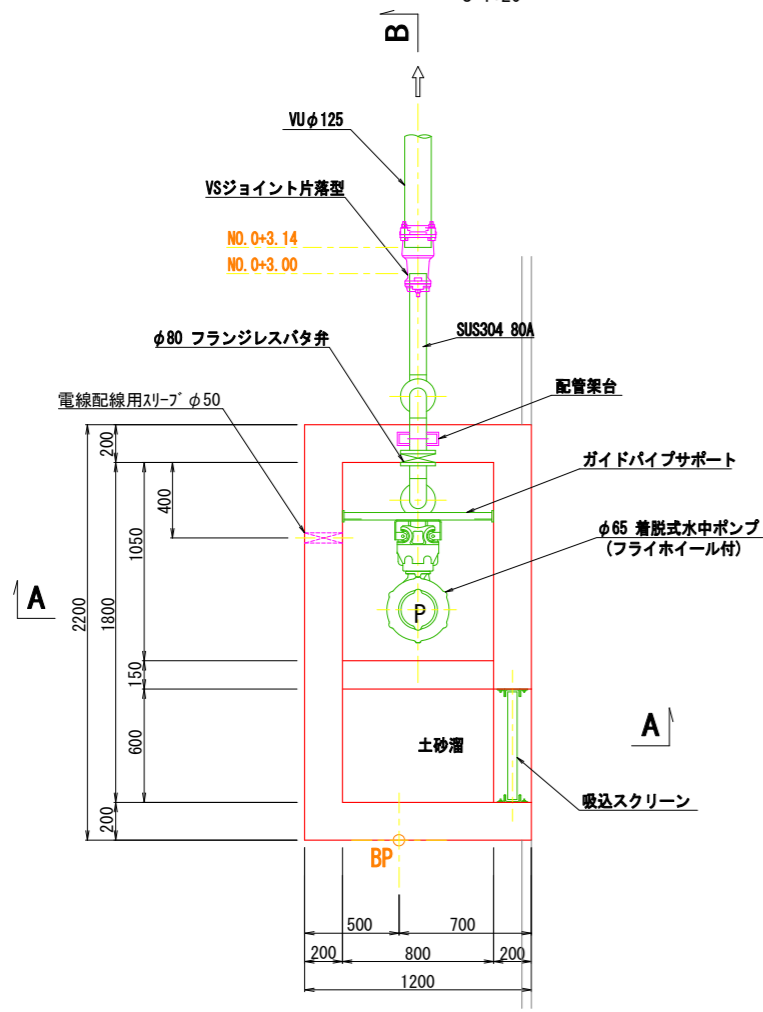 B
VUφ125
VSジョイント片落型
NO.0+3.14
NO.0+3.00
SUS304 80A
φ80 フランジレスバタ弁
配管架台
電線配線用ｽﾘｰﾌﾞφ50
ガイドパイプサポート
φ65 着脱式水中ポンプ
(フライホイール付)
200
400
1050
1800
2200
150
600
200
A
P
土砂溜
A
吸込スクリーン
BP
500
700
200
800
200
1200